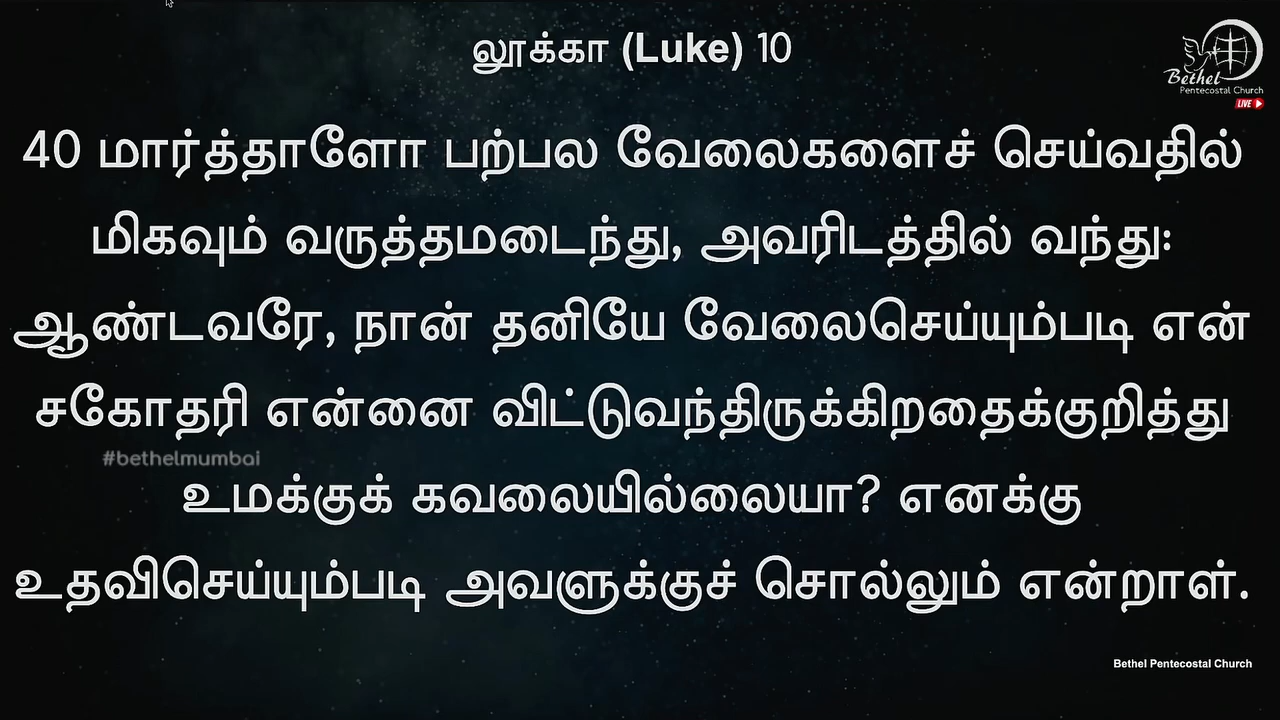 லூக்கா (Luke) 10
Bethel
Pentecostal Church
LIVE
40 மார்த்தாளோ பற்பல வேலைகளைச் செய்வதில்
மிகவும் வருத்தமடைந்து, அவரிடத்தில் வந்து:
ஆண்டவரே, நான் தனியே வேலைசெய்யும்படி என்
சகோதரி என்னை விட்டுவந்திருக்கிறதைக்குறித்து
#bethelmumbai
உமக்குக் கவலையில்லையா? எனக்கு
உதவிசெய்யும்படி அவளுக்குச் சொல்லும் என்றாள்.
Bethel Pentecostal Church